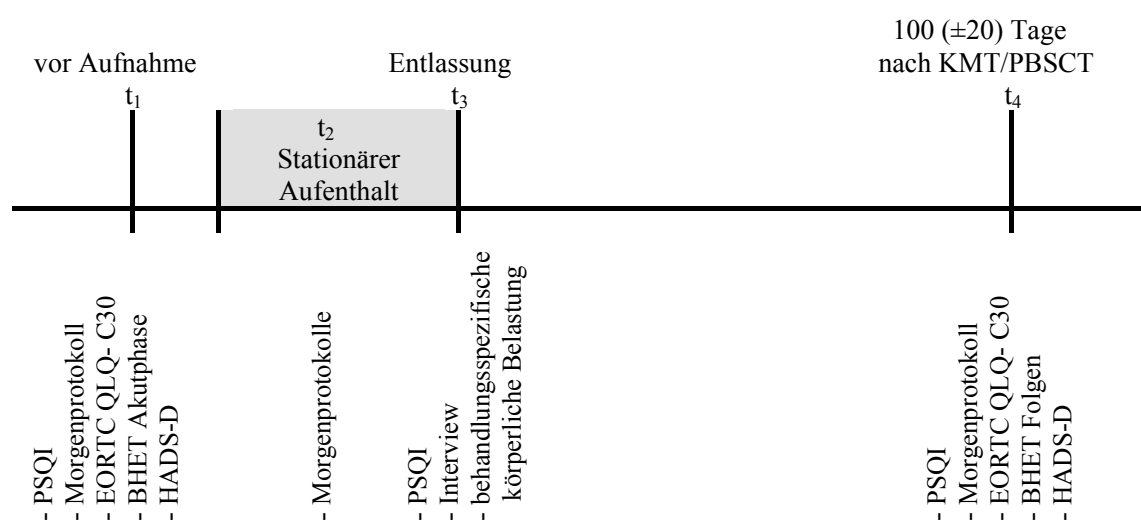 100 (±20) Tage
vor Aufnahme Entlassung nach KMT/PBSCT
t₁ t₃ t₄
t₂
Stationärer
Aufenthalt
- PSQI
- Morgenprotokoll
- EORTC QLQ- C30
- BHET Akutphase
- HADS-D
- Morgenprotokolle
- PSQI
- Interview
- behandlungsspezifische
körperliche Belastung
- PSQI
- Morgenprotokoll
- EORTC QLQ- C30
- BHET Folgen
- HADS-D